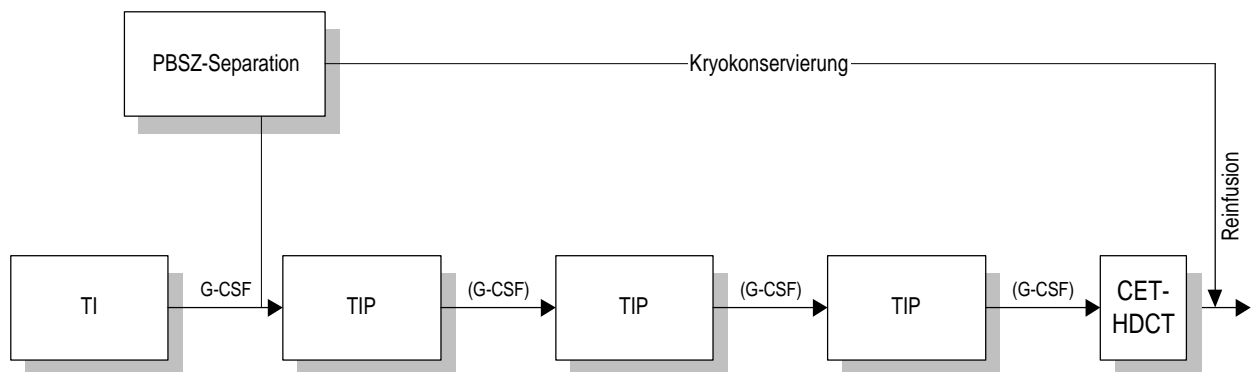 PBSZ-Separation
Kryokonservierung
Reinfusion
TI
G-CSF
TIP
(G-CSF)
TIP
(G-CSF)
TIP
(G-CSF)
CET-
HDCT